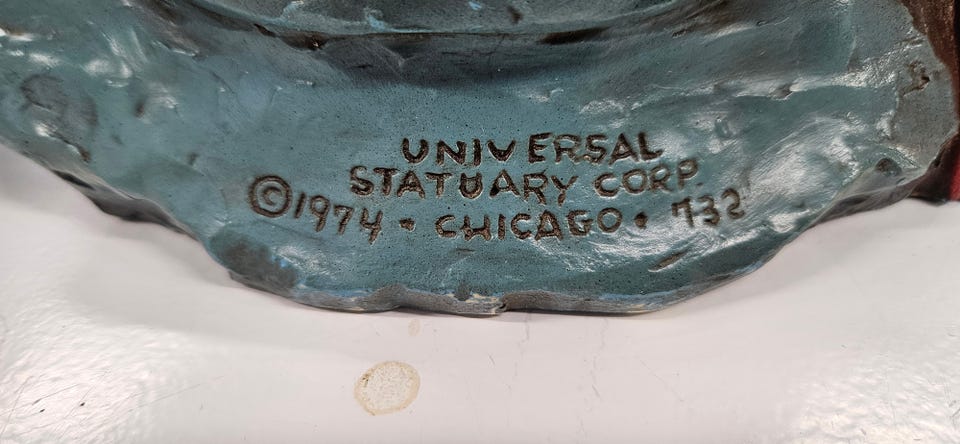 UNIVERSAL
STATUARY CORP.
©1974 • CHICAGO • 732